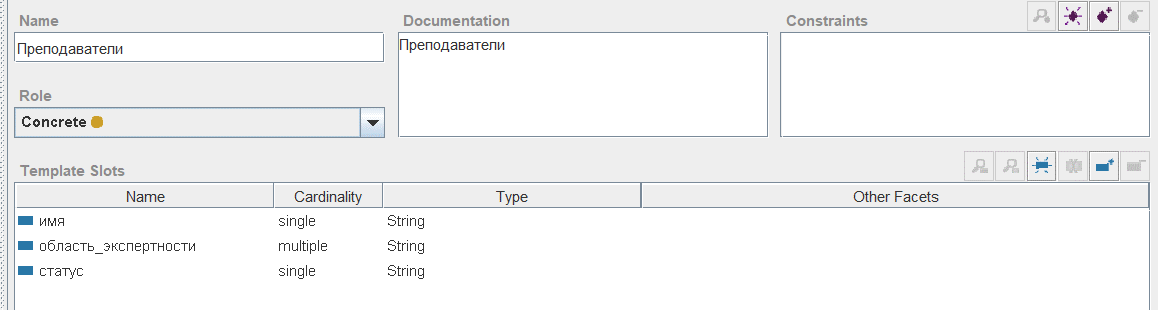 Name
Documentation
Constraints
Преподаватели
Преподаватели
Role
Concrete
Template Slots
Name Cardinality Type Other Facets
имя single String
область_экспертности multiple String
статус single String